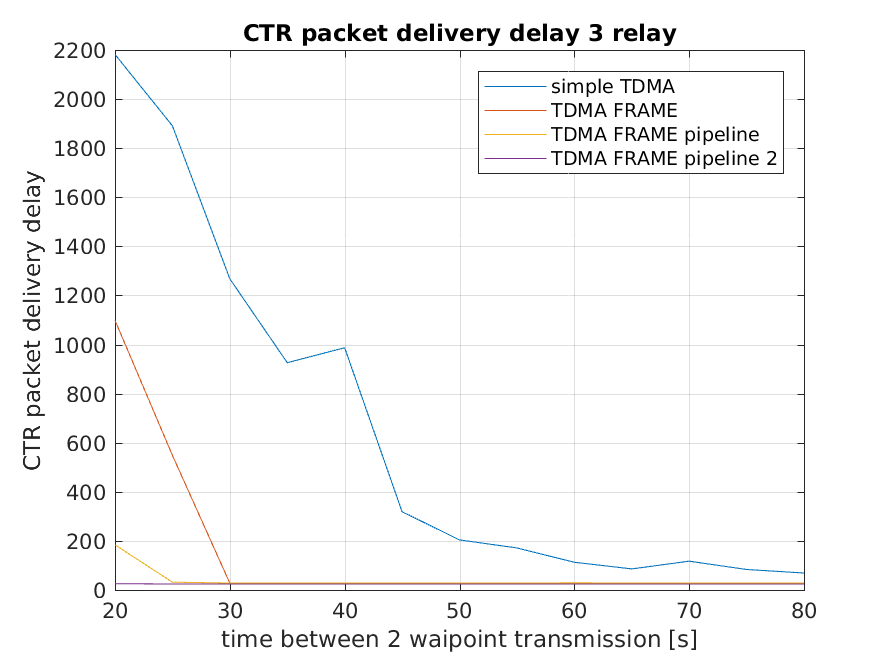 CTR packet delivery delay 3 relay
simple TDMA
TDMA FRAME
TDMA FRAME pipeline
TDMA FRAME pipeline 2
CTR packet delivery delay
2200
2000
1800
1600
1400
1200
1000
800
600
400
200
0
20 30 40 50 60 70 80
time between 2 waipoint transmission [s]